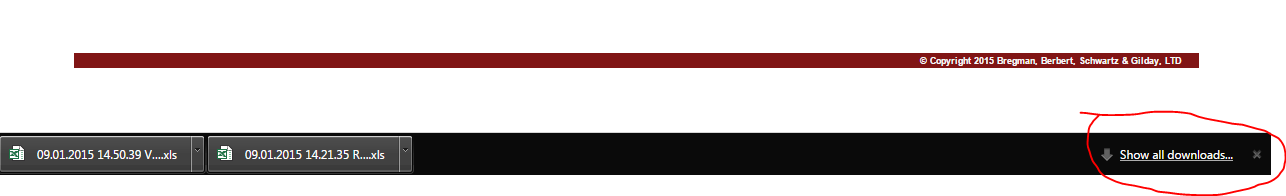 © Copyright 2015 Bregman, Berbert, Schwartz & Gilday, LTD
09.01.2015 14.50.39 V....xls
09.01.2015 14.21.35 R....xls
Show all downloads...